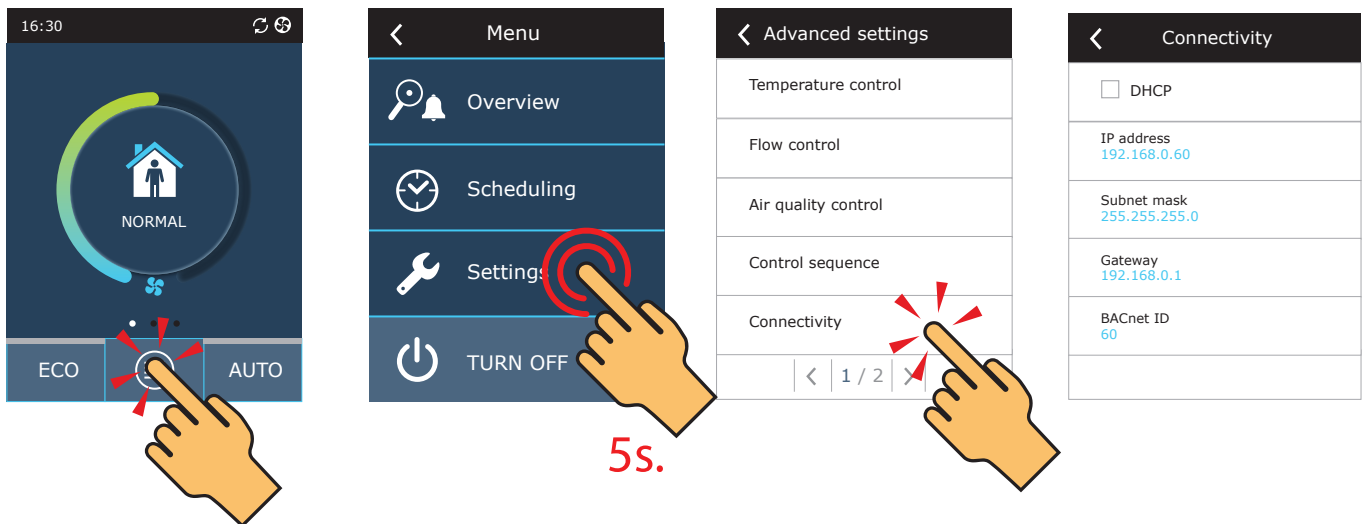 16:30
NORMAL
ECO
AUTO
Menu
Overview
Scheduling
Settings
TURN OFF
5s.
Advanced settings
Temperature control
Flow control
Air quality control
Control sequence
Connectivity
1 / 2
Connectivity
DHCP
IP address
192.168.0.60
Subnet mask
255.255.255.0
Gateway
192.168.0.1
BACnet ID
60